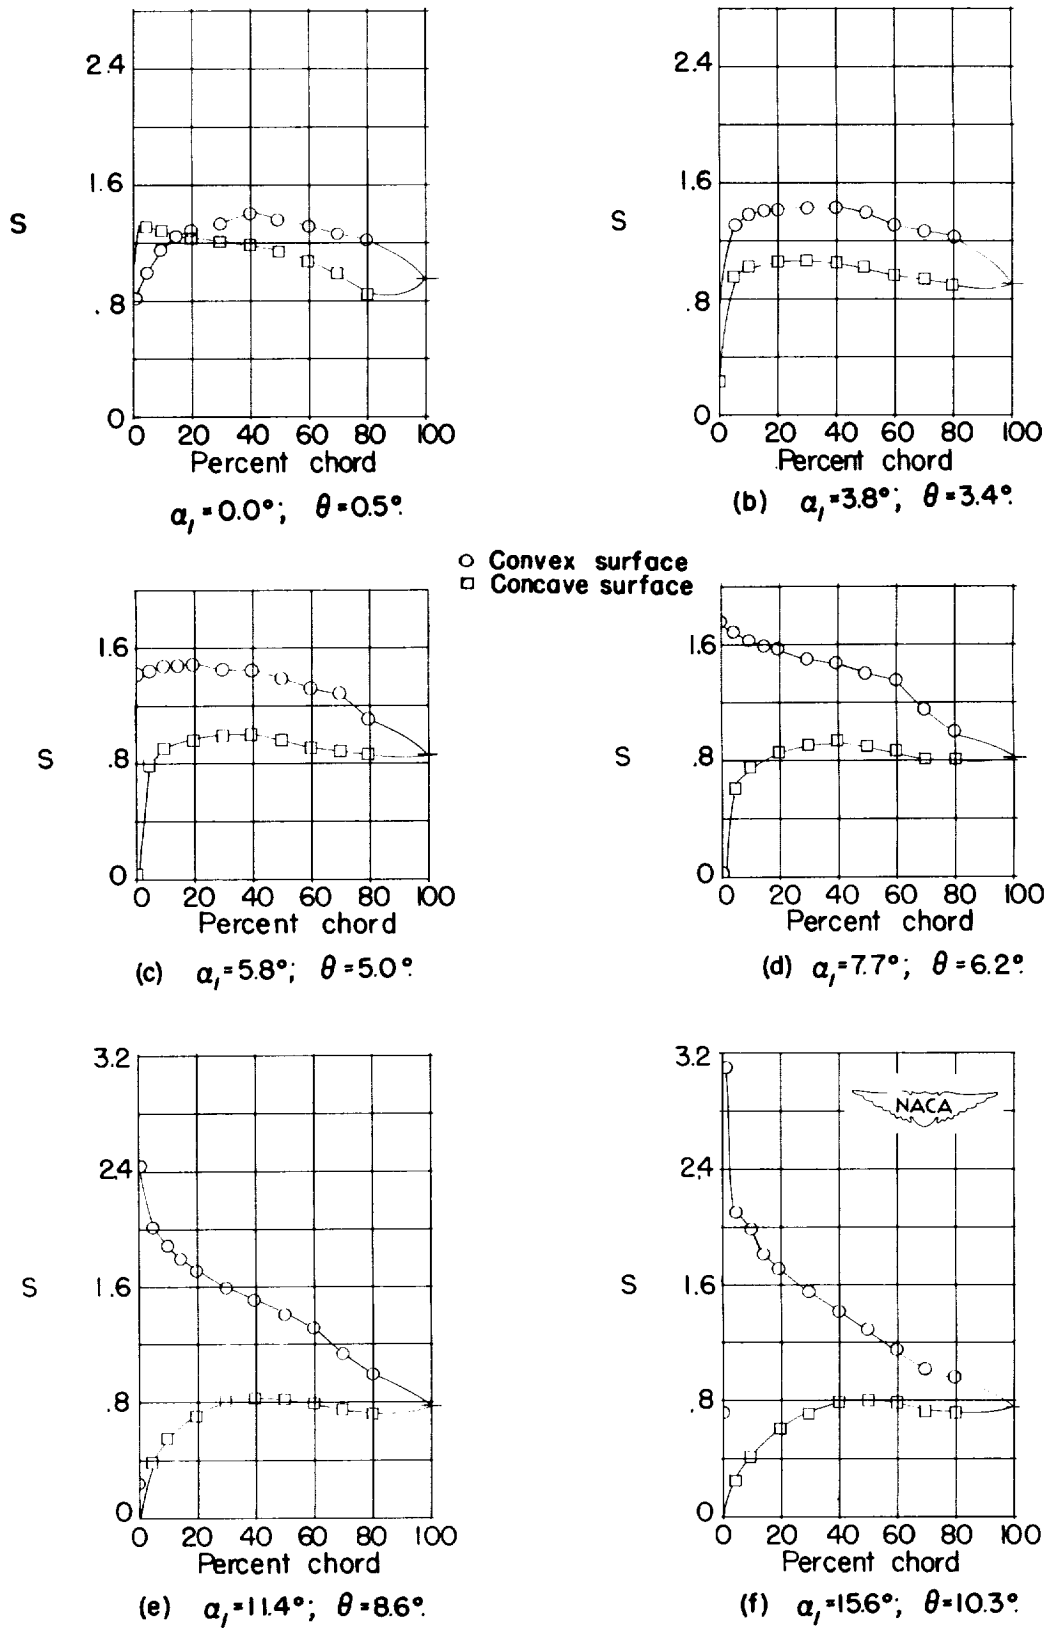 2.4
1.6
S
.8
0
0 20 40 60 80 100
Percent chord
α₁=0.0°; θ=0.5°.
2.4
1.6
S
.8
0
0 20 40 60 80 100
Percent chord
(b) α₁=3.8°; θ=3.4°.
○ Convex surface
□ Concave surface
1.6
S
.8
0
0 20 40 60 80 100
Percent chord
(c) α₁=5.8°; θ=5.0°.
1.6
S
.8
0
0 20 40 60 80 100
Percent chord
(d) α₁=7.7°; θ=6.2°.
3.2
2.4
1.6
S
.8
0
0 20 40 60 80 100
Percent chord
(e) α₁=11.4°; θ=8.6°.
3.2
NACA
2.4
1.6
S
.8
0
0 20 40 60 80 100
Percent chord
(f) α₁=15.6°; θ=10.3°.